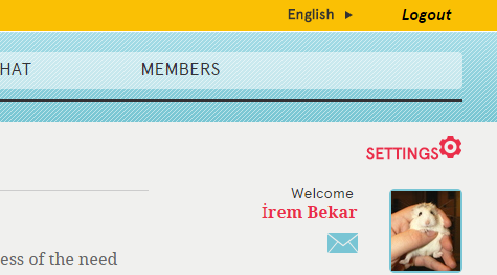 English ► Logout
HAT MEMBERS
SETTINGS
Welcome
İrem Bekar
ess of the need